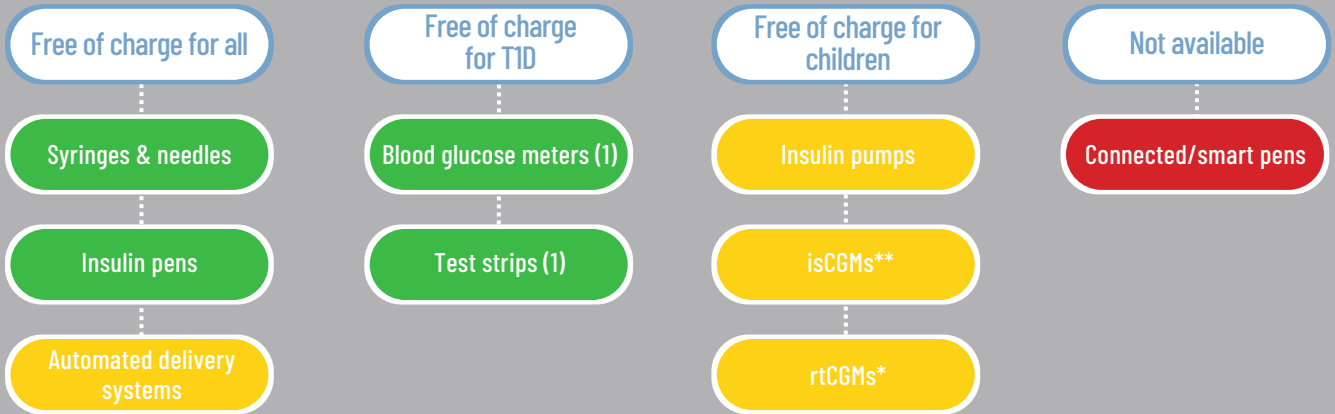 Free of charge for all
Syringes & needles
Insulin pens
Automated delivery
systems
Free of charge
for T1D
Blood glucose meters (1)
Test strips (1)
Free of charge for
children
Insulin pumps
isCGMs**
rtCGMs*
Not available
Connected/smart pens